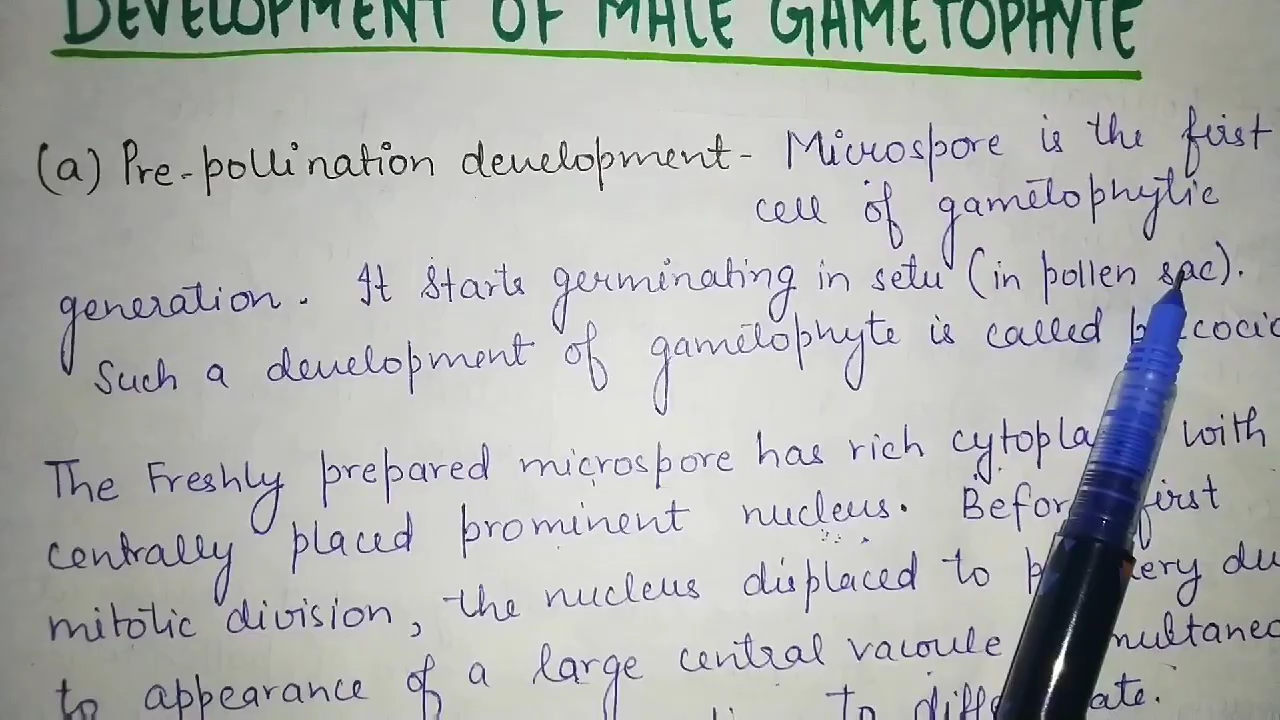 DEVELOPMENT OF MALE GAMETOPHYTE
(a) Pre-pollination development- Microspore is the first
cell of gametophytic
generation. It starts germinating in setu (in pollen sac).
Such a development of gametophyte is called
The Freshly prepared microspore has rich with
centrally placed prominent nucleus. first
mitotic division, the nucleus displaced to
to appearance of a large central vacoule
to